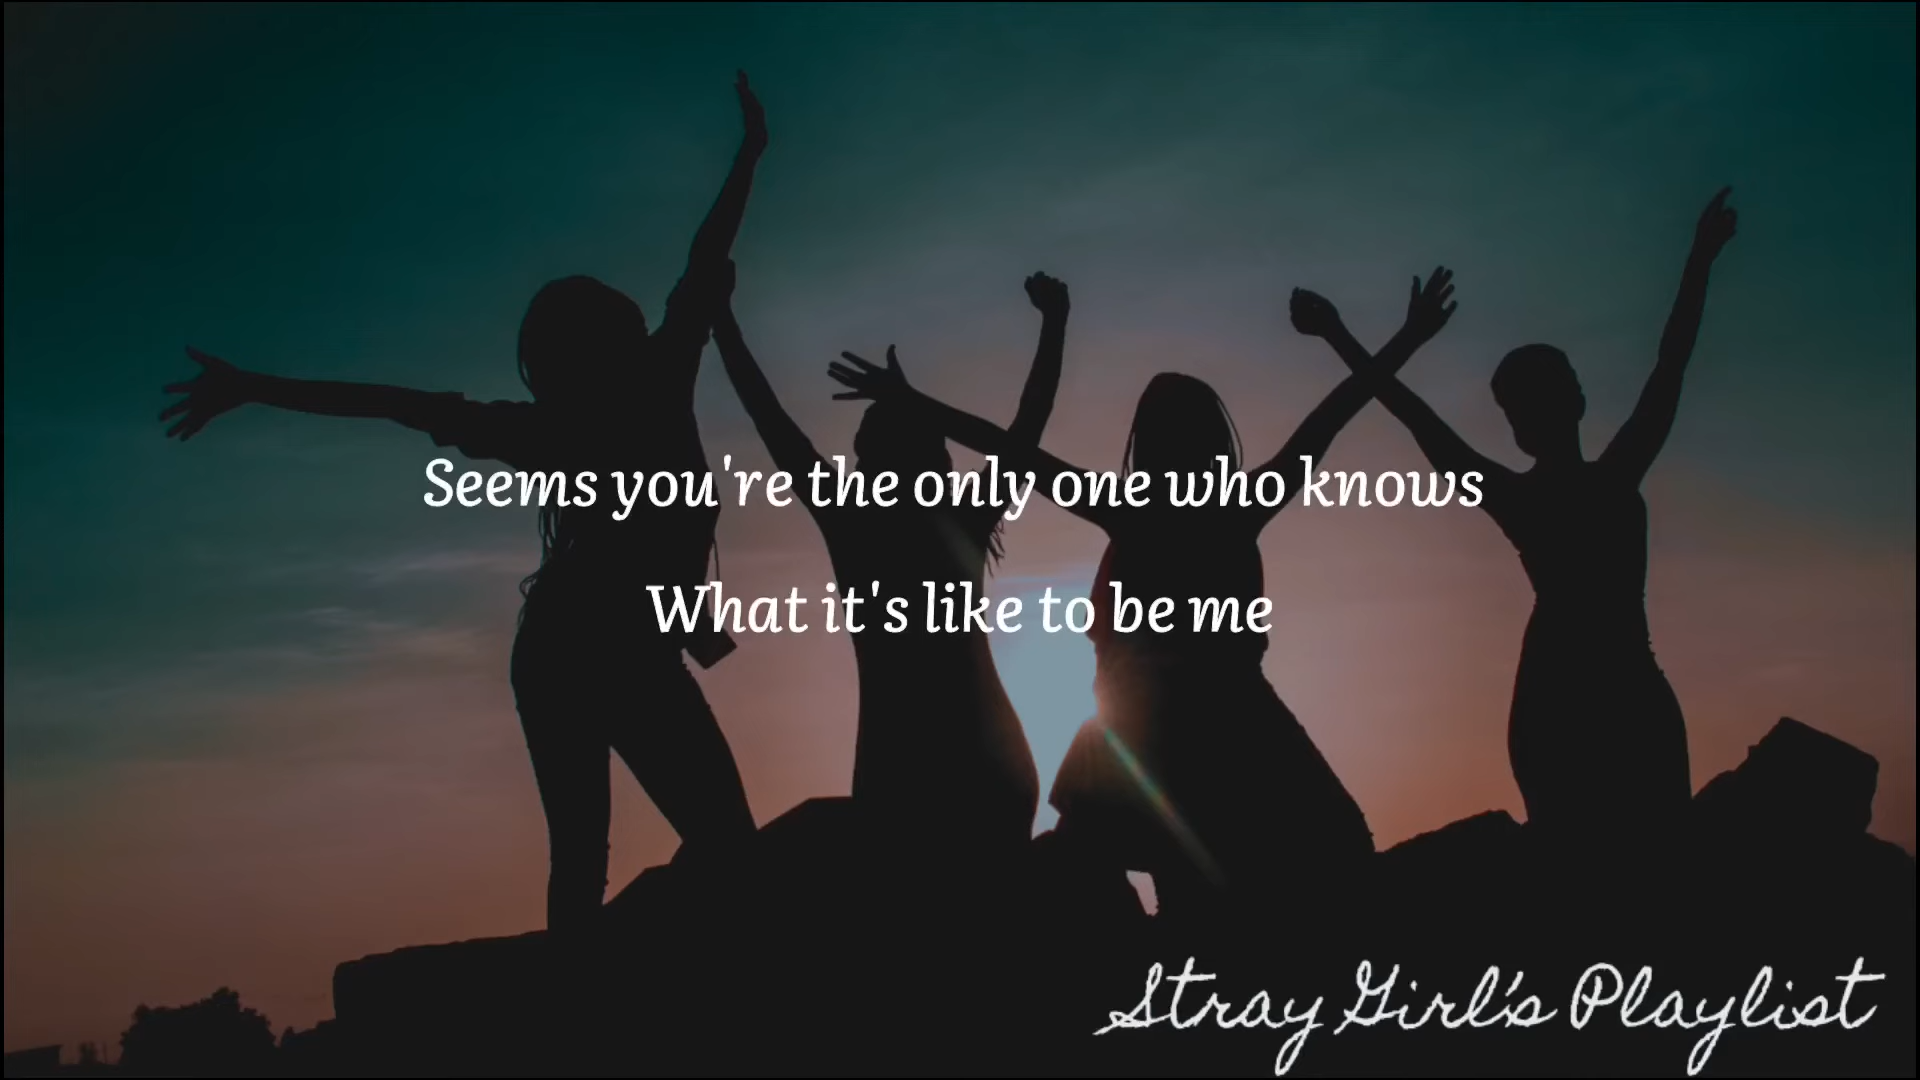 Seems you're the only one who knows
What it's like to be me
Stray Girl's Playlist